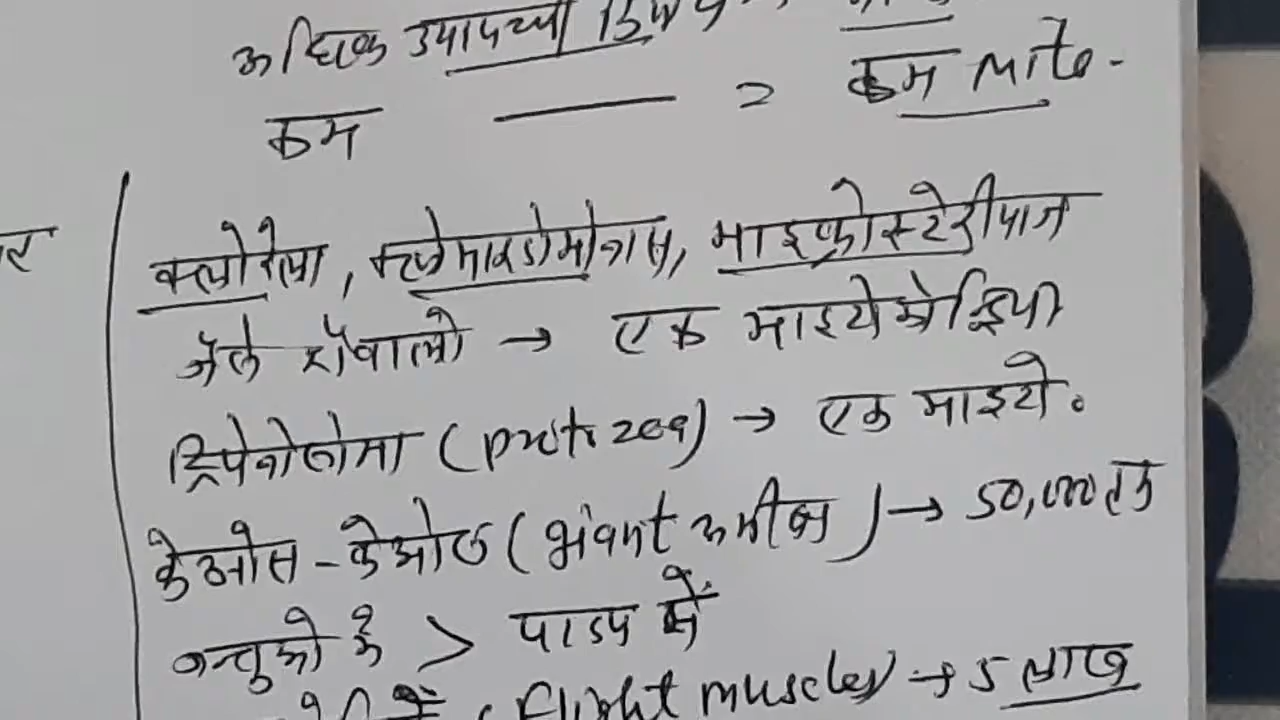 अधिक उपापचयी
कम ——— = कम mito.
क्लोरेला, क्लेमाइडोमोनास, माइक्रोस्टेरीयाज
जैसे शैवालो → एक माइटोकोन्ड्रिया
ट्रिपेनोसोमा (protozoa) → एक माइटो.
केओस-केओस (giant अमीबा) → 50,000 तक
जन्तुओ के > पादप में
में (flight muscles) → 5 लाख